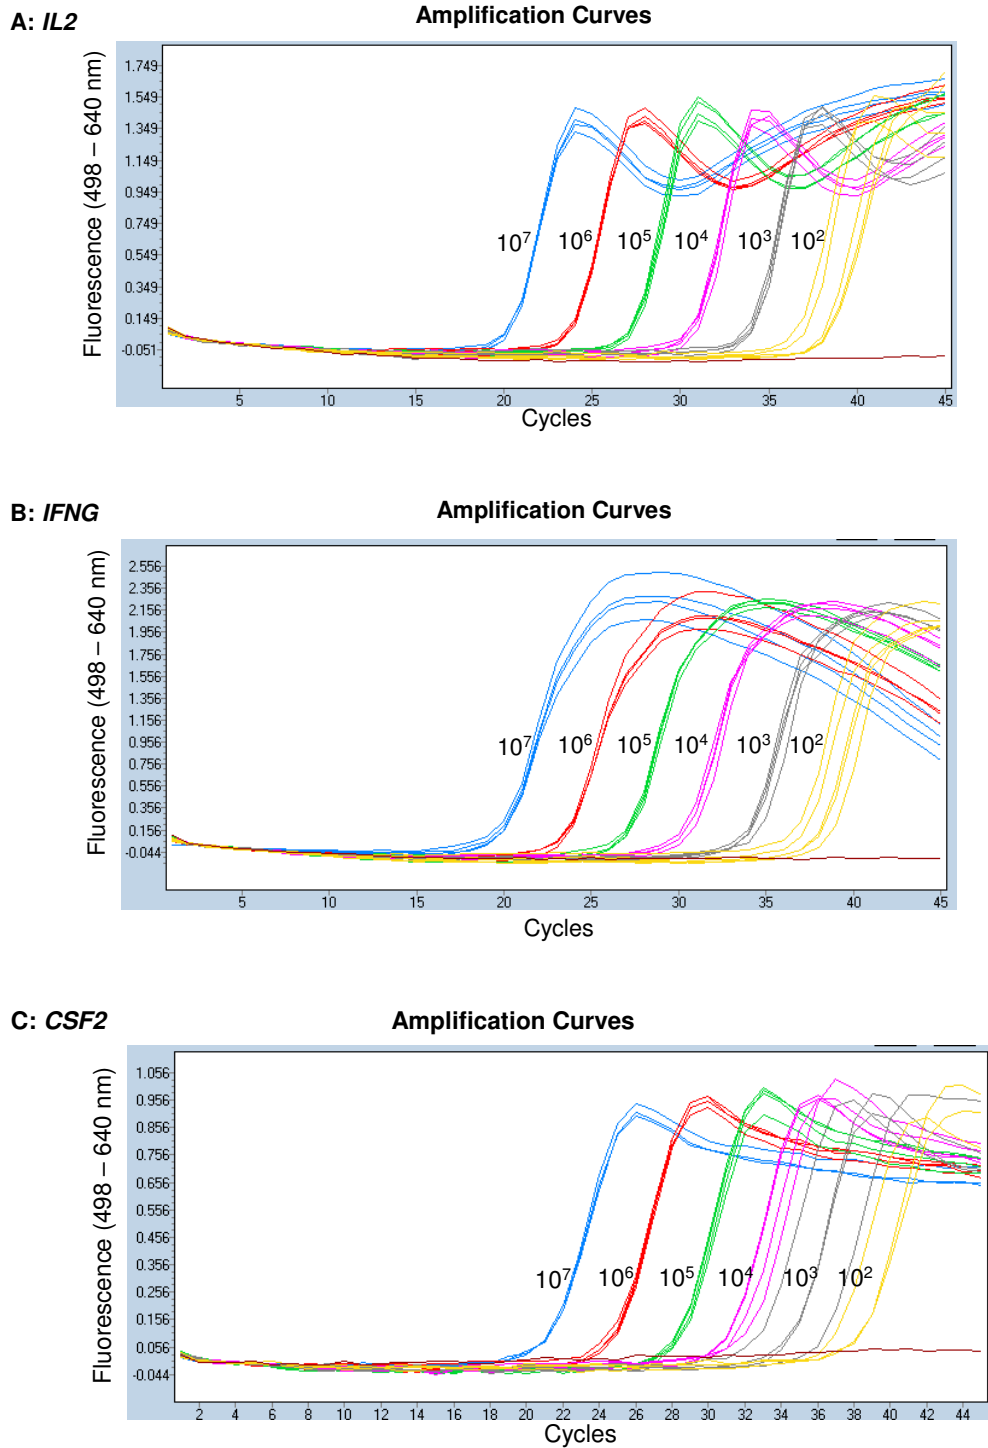 A: IL2
Amplification Curves
Fluorescence (498 – 640 nm)
1.749
1.549
1.349
1.149
0.949
0.749
0.549
0.349
0.149
-0.051
10⁷ 10⁶ 10⁵ 10⁴ 10³ 10²
5 10 15 20 25 30 35 40 45
Cycles
B: IFNG
Amplification Curves
Fluorescence (498 – 640 nm)
2.556
2.356
2.156
1.956
1.756
1.556
1.356
1.156
0.956
0.756
0.556
0.356
0.156
-0.044
10⁷ 10⁶ 10⁵ 10⁴ 10³ 10²
5 10 15 20 25 30 35 40 45
Cycles
C: CSF2
Amplification Curves
Fluorescence (498 – 640 nm)
1.056
0.956
0.856
0.756
0.656
0.556
0.456
0.356
0.256
0.156
0.056
-0.044
10⁷ 10⁶ 10⁵ 10⁴ 10³ 10²
2 4 6 8 10 12 14 16 18 20 22 24 26 28 30 32 34 36 38 40 42 44
Cycles